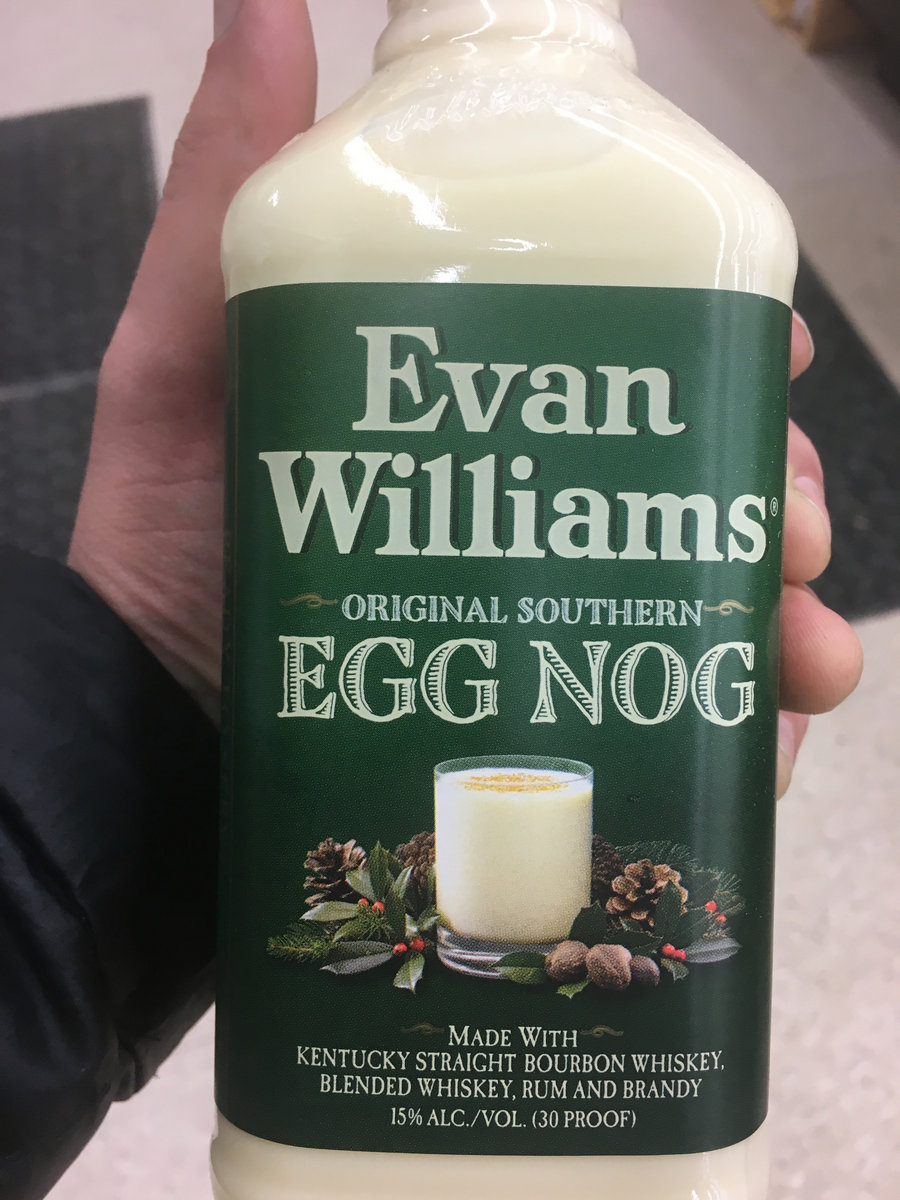 Evan
Williams®
ORIGINAL SOUTHERN
EGG NOG
MADE WITH
KENTUCKY STRAIGHT BOURBON WHISKEY,
BLENDED WHISKEY, RUM AND BRANDY
15% ALC./VOL. (30 PROOF)